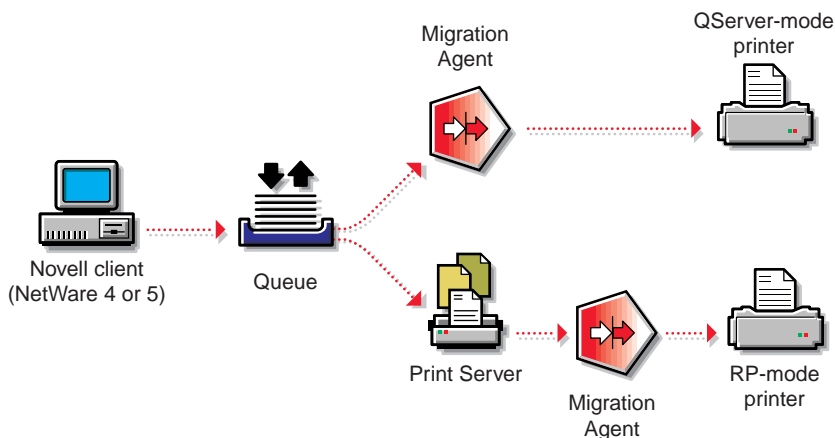 Migration
Agent
QServer-mode
printer
Novell client
(NetWare 4 or 5)
Queue
Print Server
Migration
Agent
RP-mode
printer